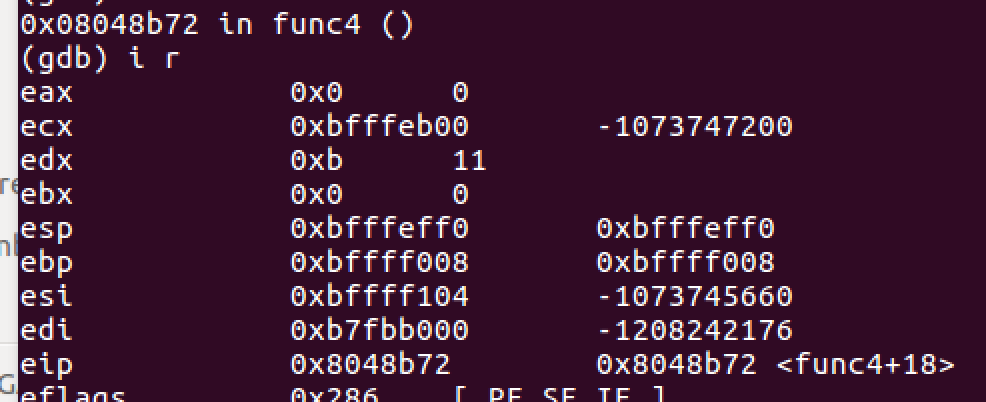 0x08048b72 in func4 ()
(gdb) i r
eax 0x0 0
ecx 0xbfffeb00 -1073747200
edx 0xb 11
ebx 0x0 0
esp 0xbfffeff0 0xbfffeff0
ebp 0xbffff008 0xbffff008
esi 0xbffff104 -1073745660
edi 0xb7fbb000 -1208242176
eip 0x8048b72 0x8048b72 <func4+18>
eflags 0x286 [ PF SF IF ]